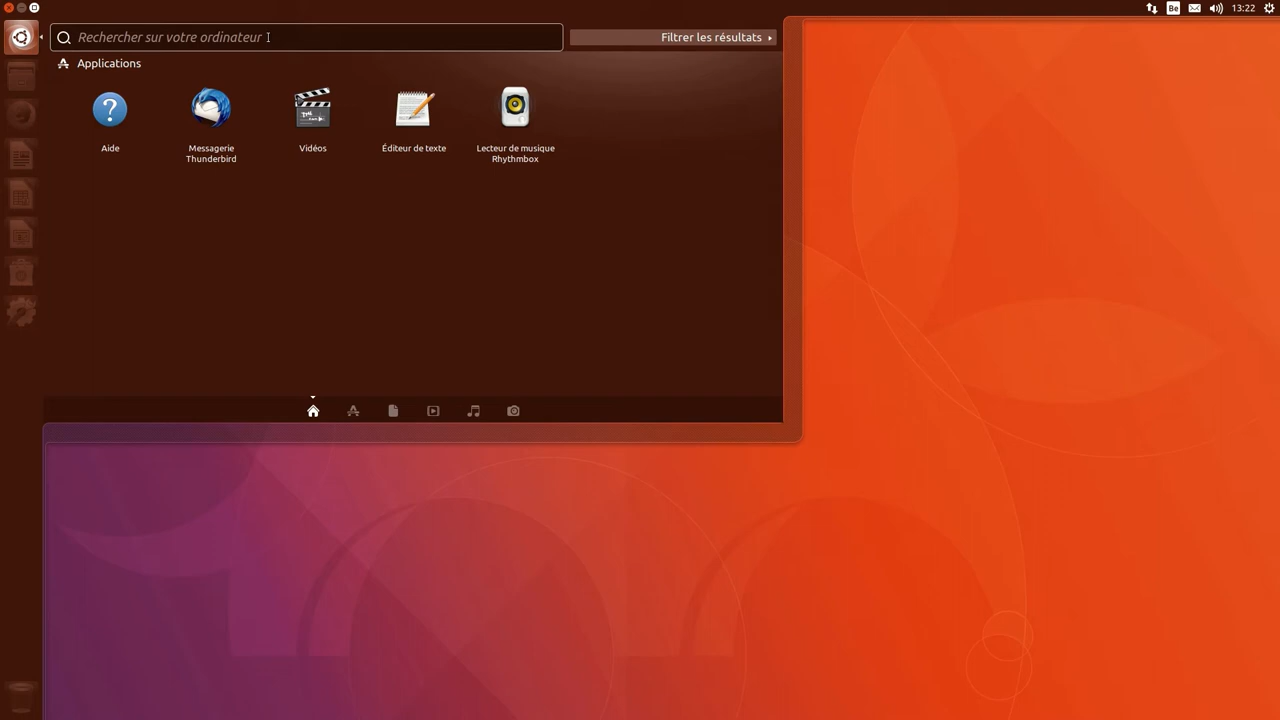 Be
13:22
Rechercher sur votre ordinateur
Filtrer les résultats
Applications
Aide
Messagerie
Thunderbird
Vidéos
Éditeur de texte
Lecteur de musique
Rhythmbox